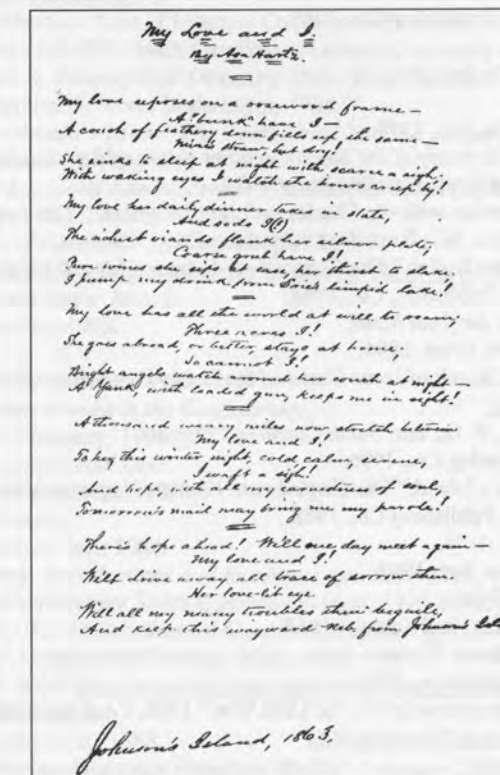 My Love and I.
By An. Hartz.
My love reposes on a rosewood frame—
A "bunk" have I—
A couch of feathery down fills up the same—
Mine's straw, but dry!
She sinks to sleep at night with scarce a sigh;
With waking eyes I watch the hours creep by!
My love her daily dinner takes in state,
And so do I (?)
The richest viands flank her silver plate;
Coarse grub have I!
Pure wines she sips at ease, her thirst to slake,
I pump my drink from Erie's limpid lake!
My love has all the world at will to roam;
Three acres I!
She goes abroad, or better, stays at home,
So cannot I!
Bright angels watch around her couch at night—
A Yank, with loaded gun, keeps me in sight!
A thousand weary miles now stretch between
My love and I!
To her, this winter night, cold, calm, serene,
I waft a sigh!
And hope, with all my earnestness of soul,
Tomorrow's mail may bring me my parole!
There's hope ahead! We'll one day meet again—
My love and I!
We'll drive away all trace of sorrow then,
Her love-lit eye
Will all my many troubles then beguile,
And keep this wayward Reb. from Johnson's
Johnson's Island, 1863.